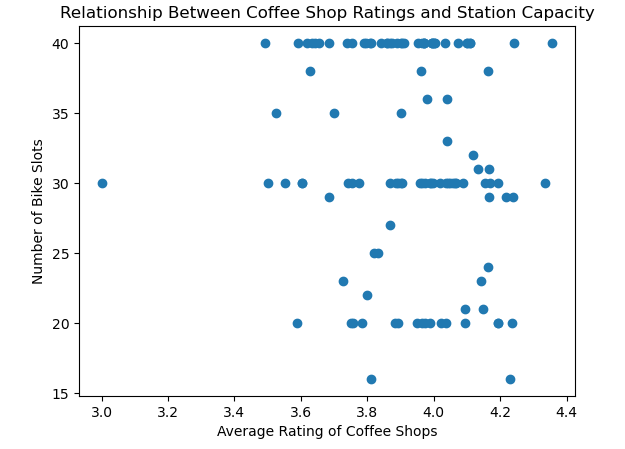 Relationship Between Coffee Shop Ratings and Station Capacity
40
35
30
25
20
15
Number of Bike Slots
3.0 3.2 3.4 3.6 3.8 4.0 4.2 4.4
Average Rating of Coffee Shops